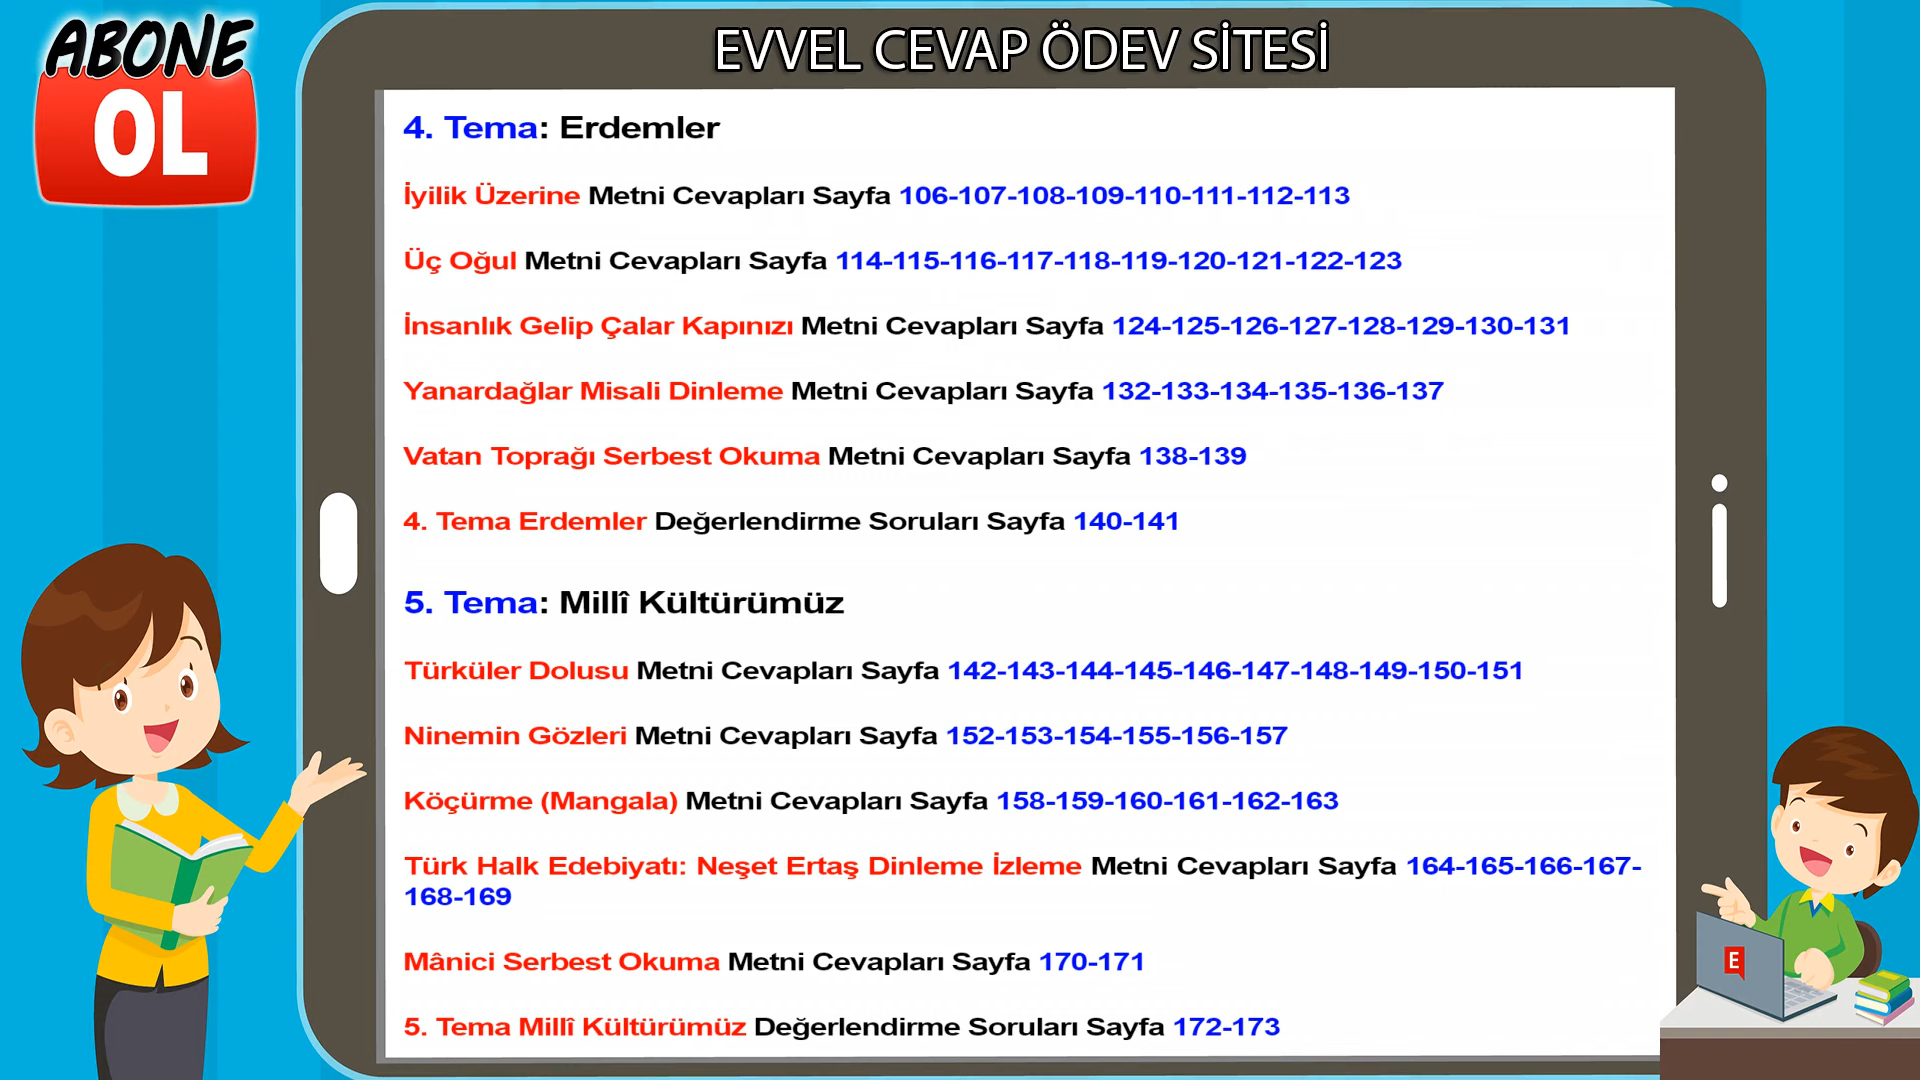 ABONE
OL
EVVEL CEVAP ÖDEV SİTESİ
4. Tema: Erdemler
İyilik Üzerine Metni Cevapları Sayfa 106-107-108-109-110-111-112-113
Üç Oğul Metni Cevapları Sayfa 114-115-116-117-118-119-120-121-122-123
İnsanlık Gelip Çalar Kapınızı Metni Cevapları Sayfa 124-125-126-127-128-129-130-131
Yanardağlar Misali Dinleme Metni Cevapları Sayfa 132-133-134-135-136-137
Vatan Toprağı Serbest Okuma Metni Cevapları Sayfa 138-139
4. Tema Erdemler Değerlendirme Soruları Sayfa 140-141
5. Tema: Millî Kültürümüz
Türküler Dolusu Metni Cevapları Sayfa 142-143-144-145-146-147-148-149-150-151
Ninemin Gözleri Metni Cevapları Sayfa 152-153-154-155-156-157
Köçürme (Mangala) Metni Cevapları Sayfa 158-159-160-161-162-163
Türk Halk Edebiyatı: Neşet Ertaş Dinleme İzleme Metni Cevapları Sayfa 164-165-166-167-
168-169
Mânici Serbest Okuma Metni Cevapları Sayfa 170-171
5. Tema Millî Kültürümüz Değerlendirme Soruları Sayfa 172-173
E